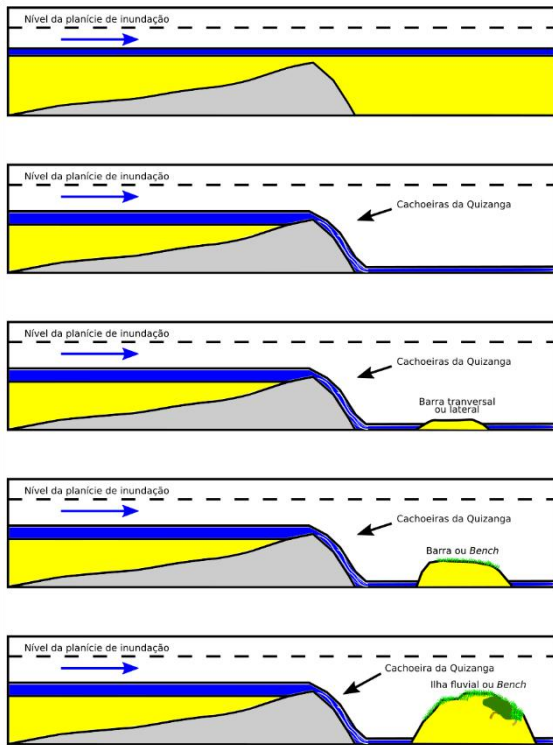 Nível da planície de inundação
Nível da planície de inundação
Cachoeiras da Quizanga
Nível da planície de inundação
Cachoeiras da Quizanga
Barra tranversal
ou lateral
Nível da planície de inundação
Cachoeiras da Quizanga
Barra ou Bench
Nível da planície de inundação
Cachoeira da Quizanga
Ilha fluvial ou Bench